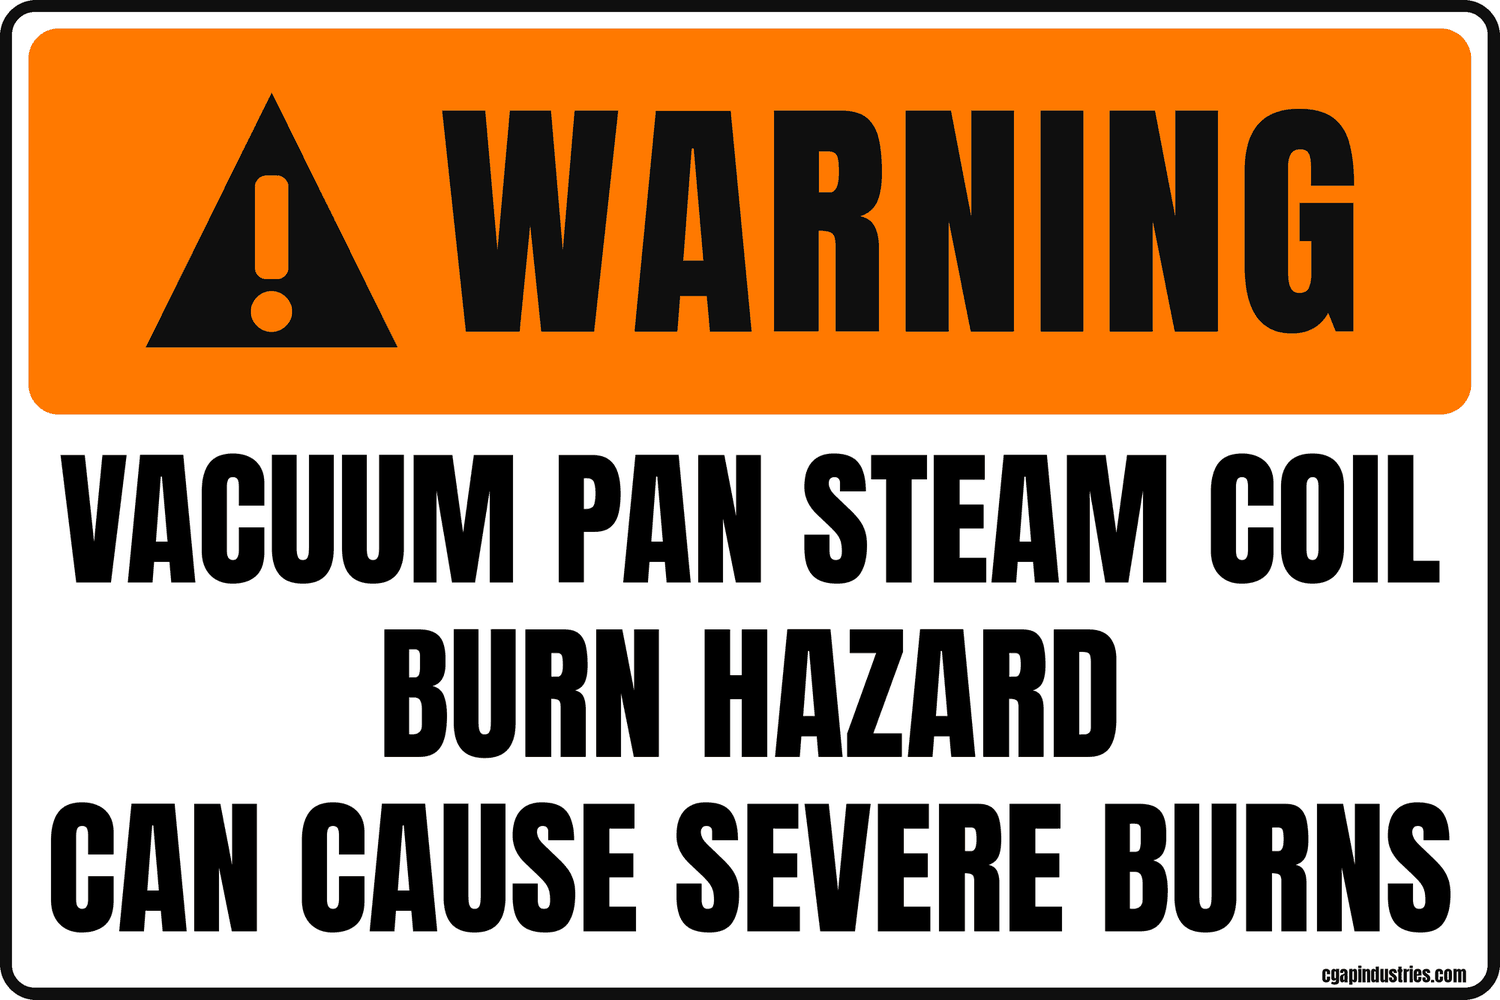 WARNING
VACUUM PAN STEAM COIL
BURN HAZARD
CAN CAUSE SEVERE BURNS
cgapindustries.com